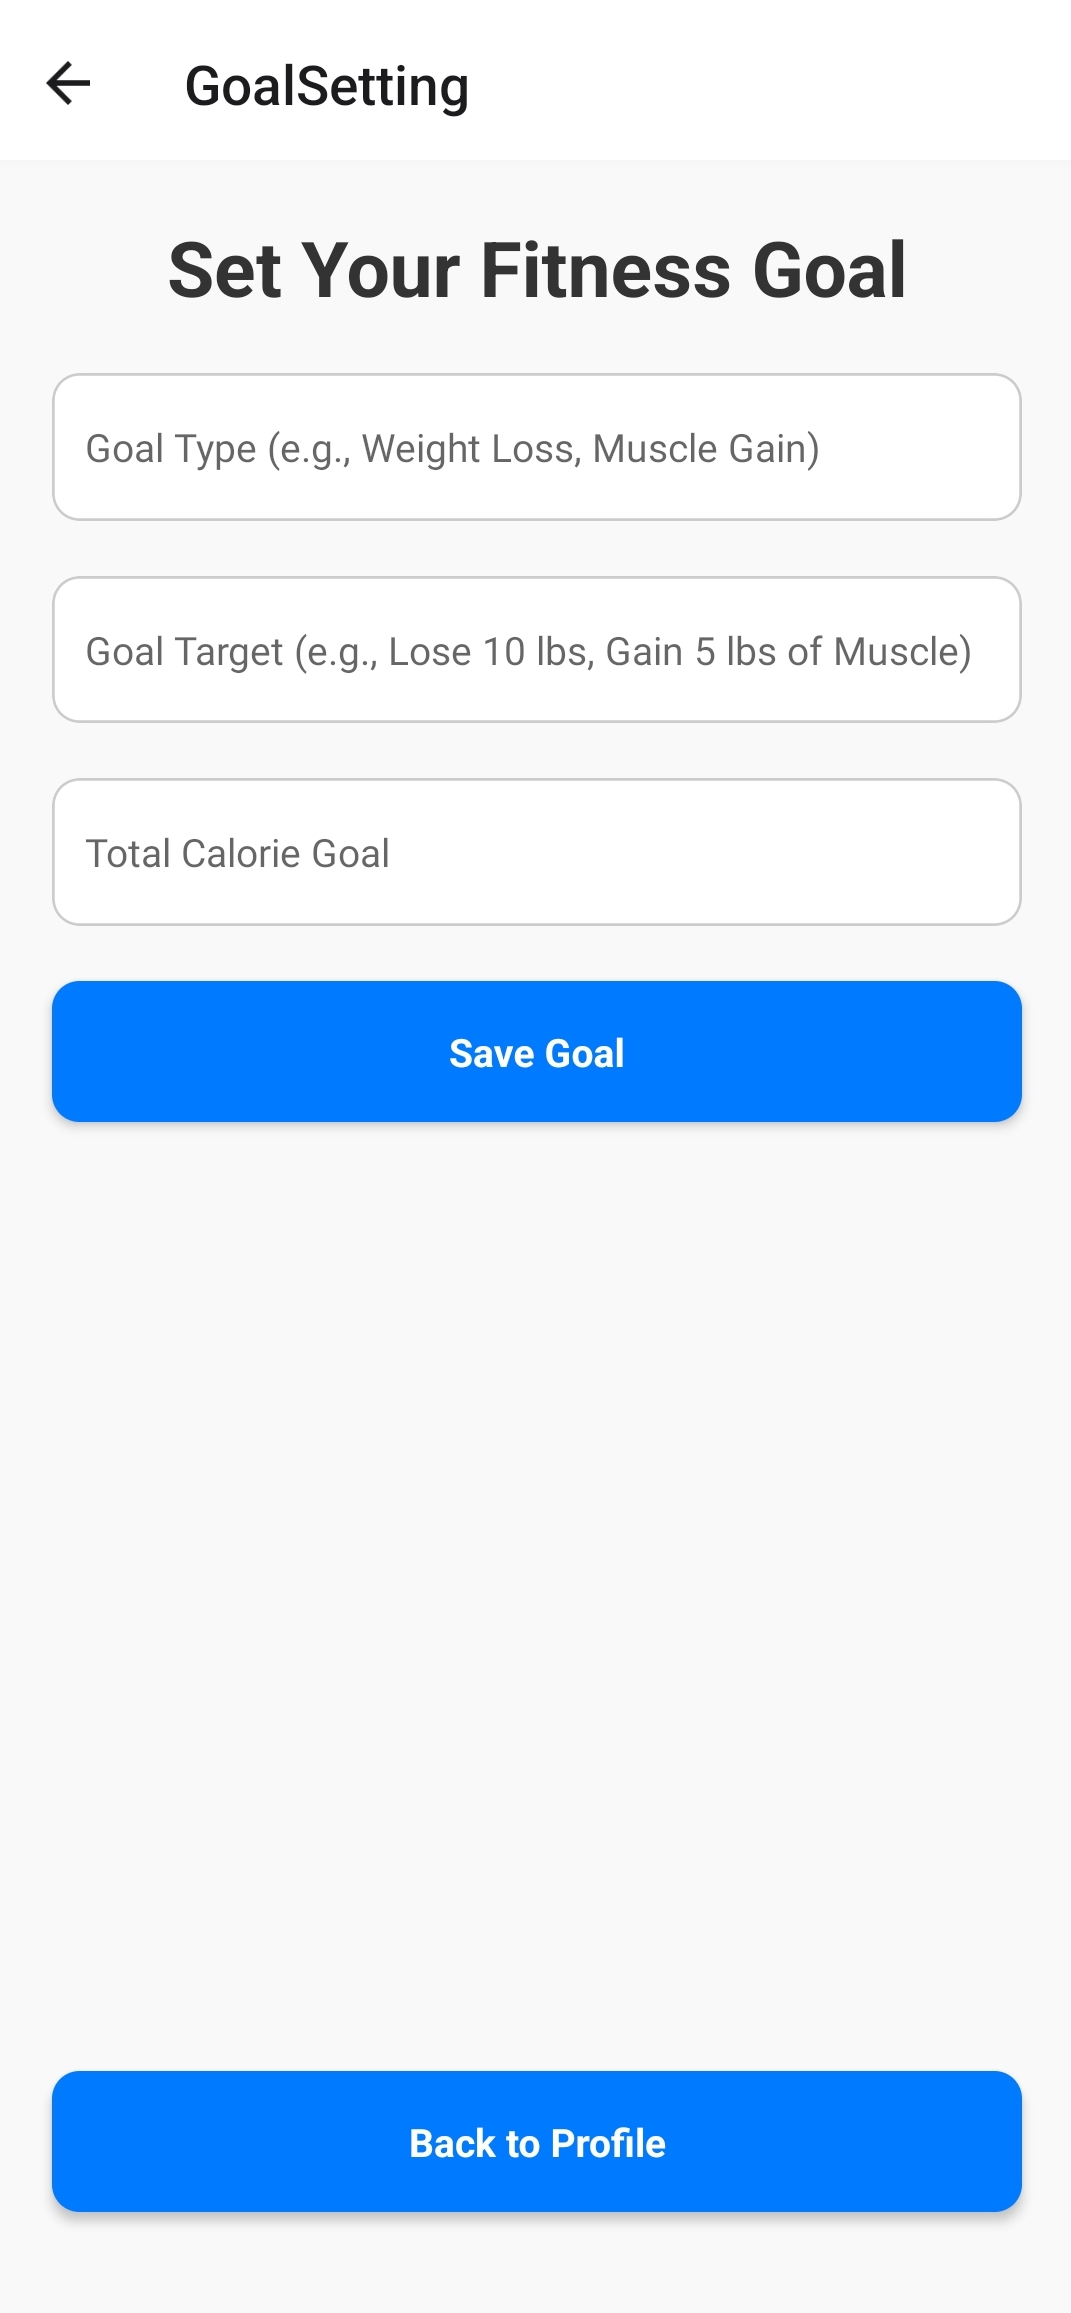 GoalSetting
Set Your Fitness Goal
Goal Type (e.g., Weight Loss, Muscle Gain)
Goal Target (e.g., Lose 10 lbs, Gain 5 lbs of Muscle)
Total Calorie Goal
Save Goal
Back to Profile